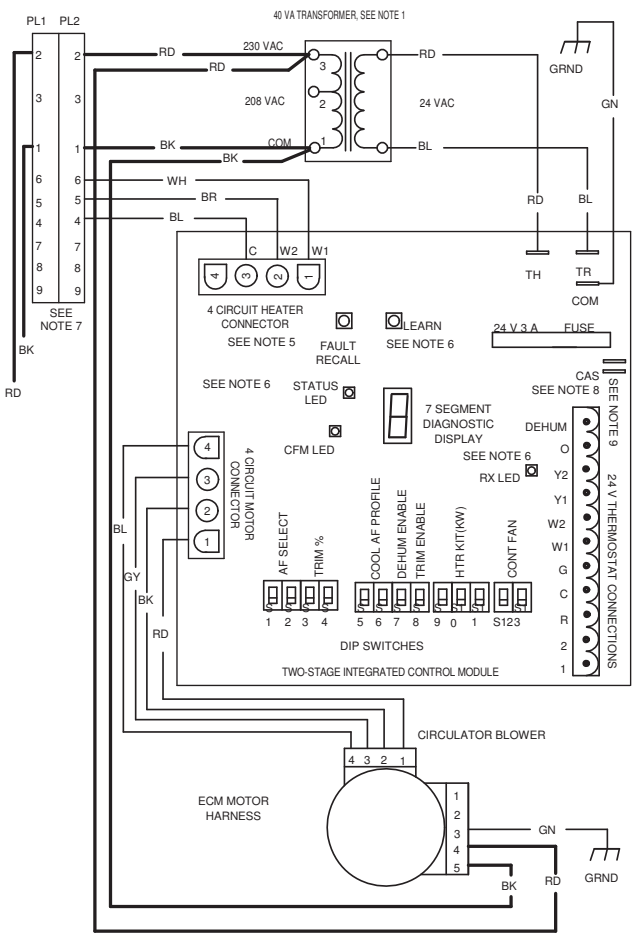 40 VA TRANSFORMER, SEE NOTE 1
PL1 PL2
2 2 RD 230 VAC 3 RD
RD
GRND
3 3 208 VAC 2 24 VAC
GN
1 1 BK COM 1 BL
BK
6 6 WH
5 5 BR
4 4 BL
RD BL
7 7
8 8
9 9
C W2 W1
4 3 2 1
TH TR
COM
SEE
NOTE 7
BK
RD
4 CIRCUIT HEATER
CONNECTOR
SEE NOTE 5
FAULT
RECALL
LEARN
SEE NOTE 6
24 V 3 A FUSE
CAS
SEE NOTE 8
SEE NOTE 9
SEE NOTE 6
STATUS
LED
CFM LED
7 SEGMENT
DIAGNOSTIC
DISPLAY
SEE NOTE 6
RX LED
DEHUM
O
Y2
Y1
W2
W1
G
C
R
2
1
24 V THERMOSTAT CONNECTIONS
4
3
2
1
4 CIRCUIT MOTOR
CONNECTOR
BL
GY
BK
RD
AF SELECT
TRIM %
COOL AF PROFILE
DEHUM ENABLE
TRIM ENABLE
HTR KIT(KW)
CONT FAN
S S S S S S S S S S S S S
1 2 3 4 5 6 7 8 9 0 1 S123
DIP SWITCHES
TWO-STAGE INTEGRATED CONTROL MODULE
CIRCULATOR BLOWER
4 3 2 1
ECM MOTOR
HARNESS
1
2
3 GN
4
5
BK RD GRND